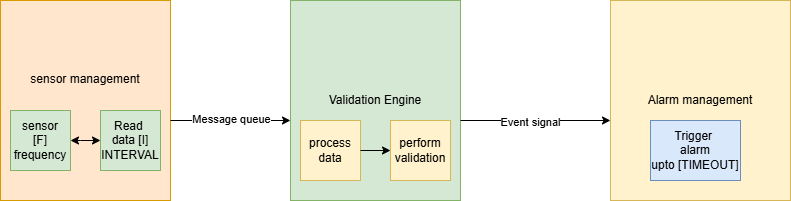 sensor management
sensor
[F]
frequency
Read
data [I]
INTERVAL
Message queue
Validation Engine
process
data
perform
validation
Event signal
Alarm management
Trigger
alarm
upto [TIMEOUT]